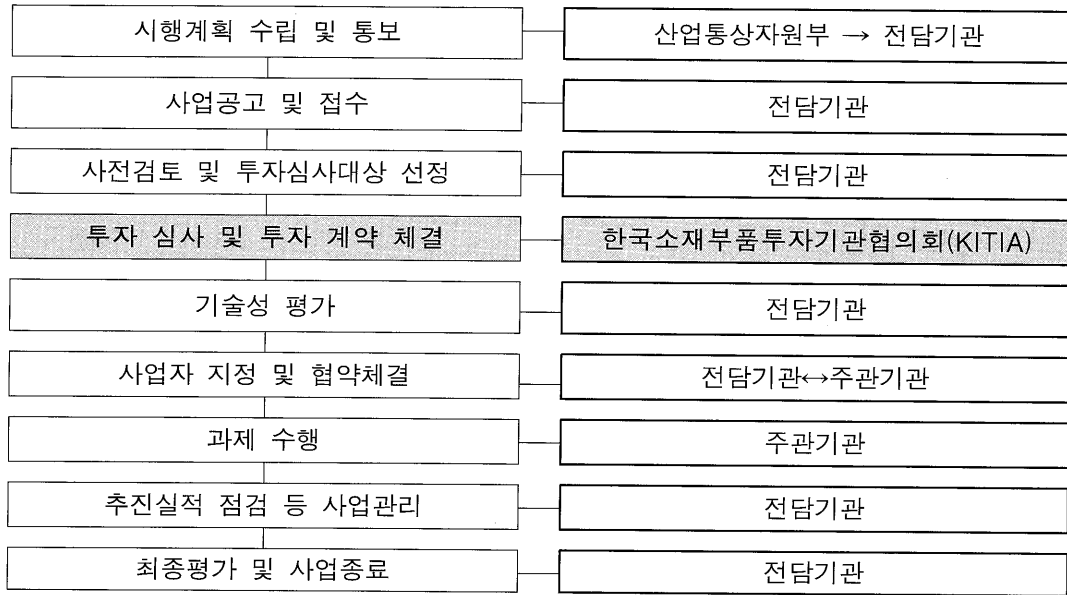 시행계획 수립 및 통보
산업통상자원부 → 전담기관
사업공고 및 접수
전담기관
사전검토 및 투자심사대상 선정
전담기관
투자 심사 및 투자 계약 체결
한국소재부품투자기관협의회(KITIA)
기술성 평가
전담기관
사업자 지정 및 협약체결
전담기관↔주관기관
과제 수행
주관기관
추진실적 점검 등 사업관리
전담기관
최종평가 및 사업종료
전담기관